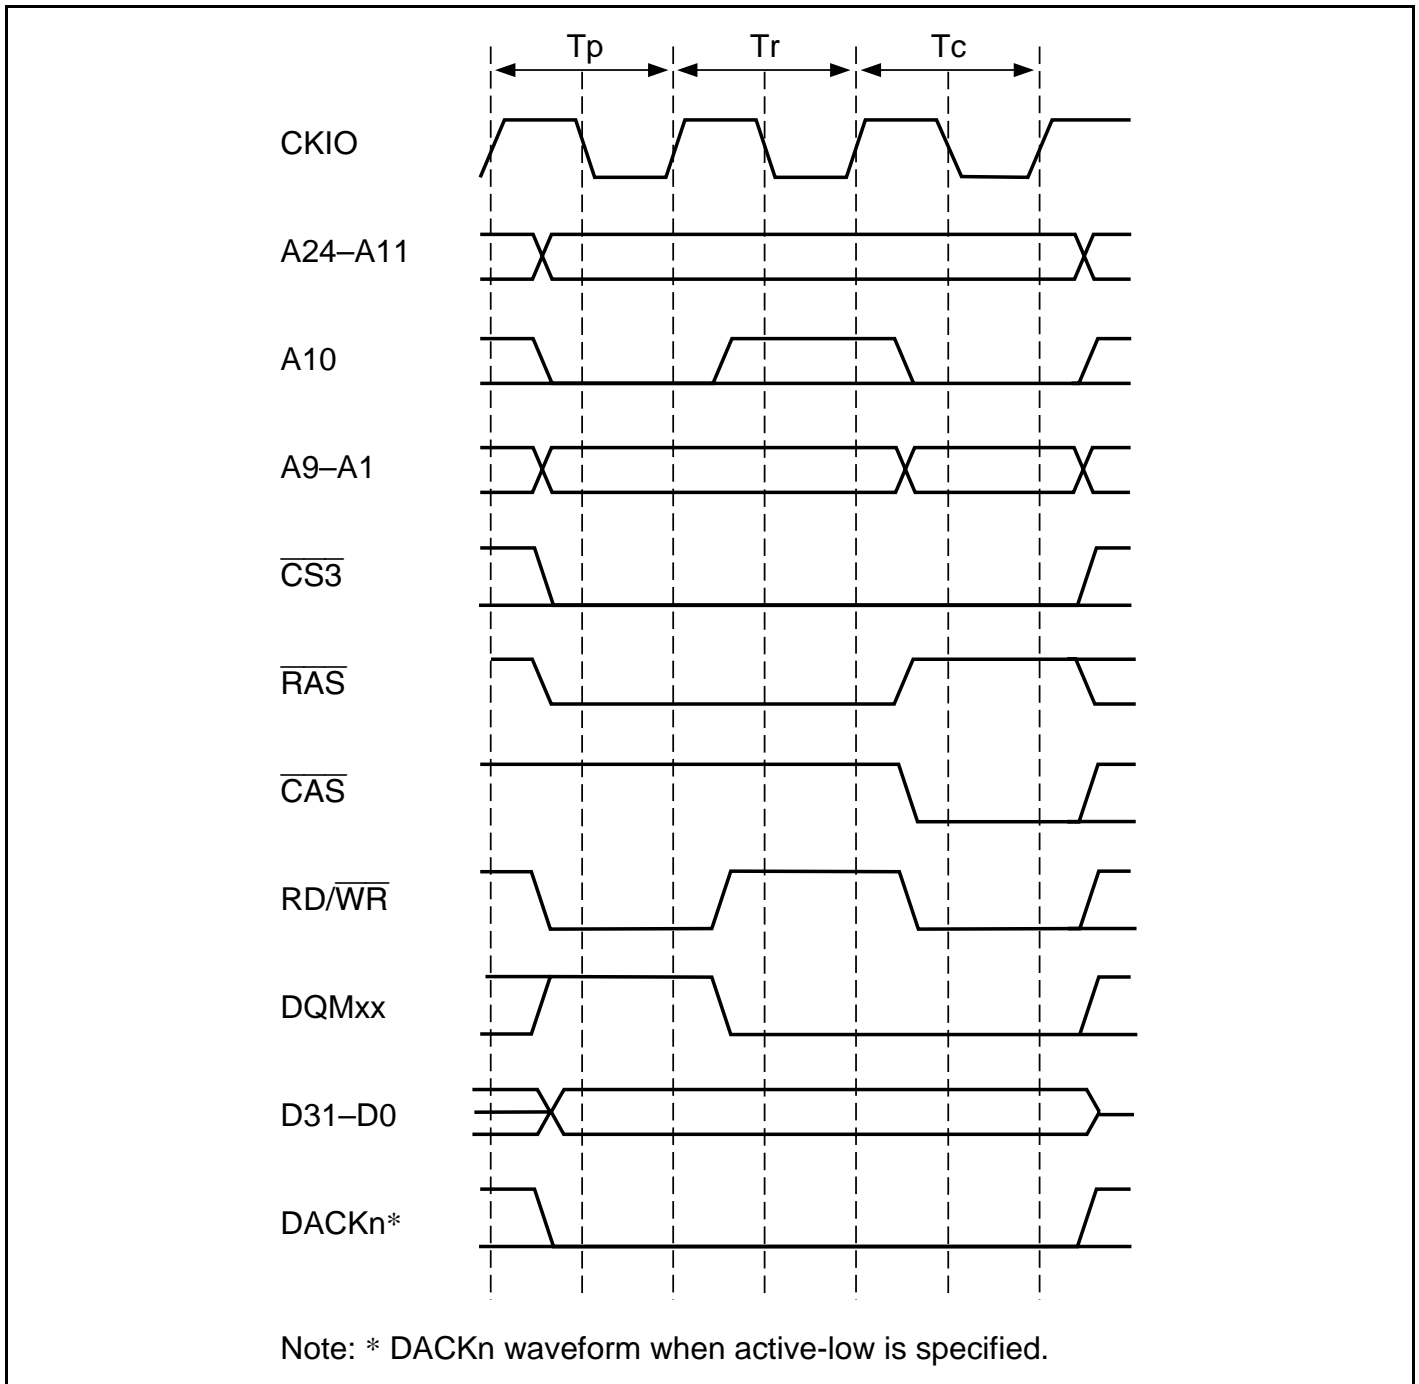 Tp Tr Tc
CKIO
A24–A11
A10
A9–A1
CS3
RAS
CAS
RD/WR
DQMxx
D31–D0
DACKn*
Note: * DACKn waveform when active-low is specified.